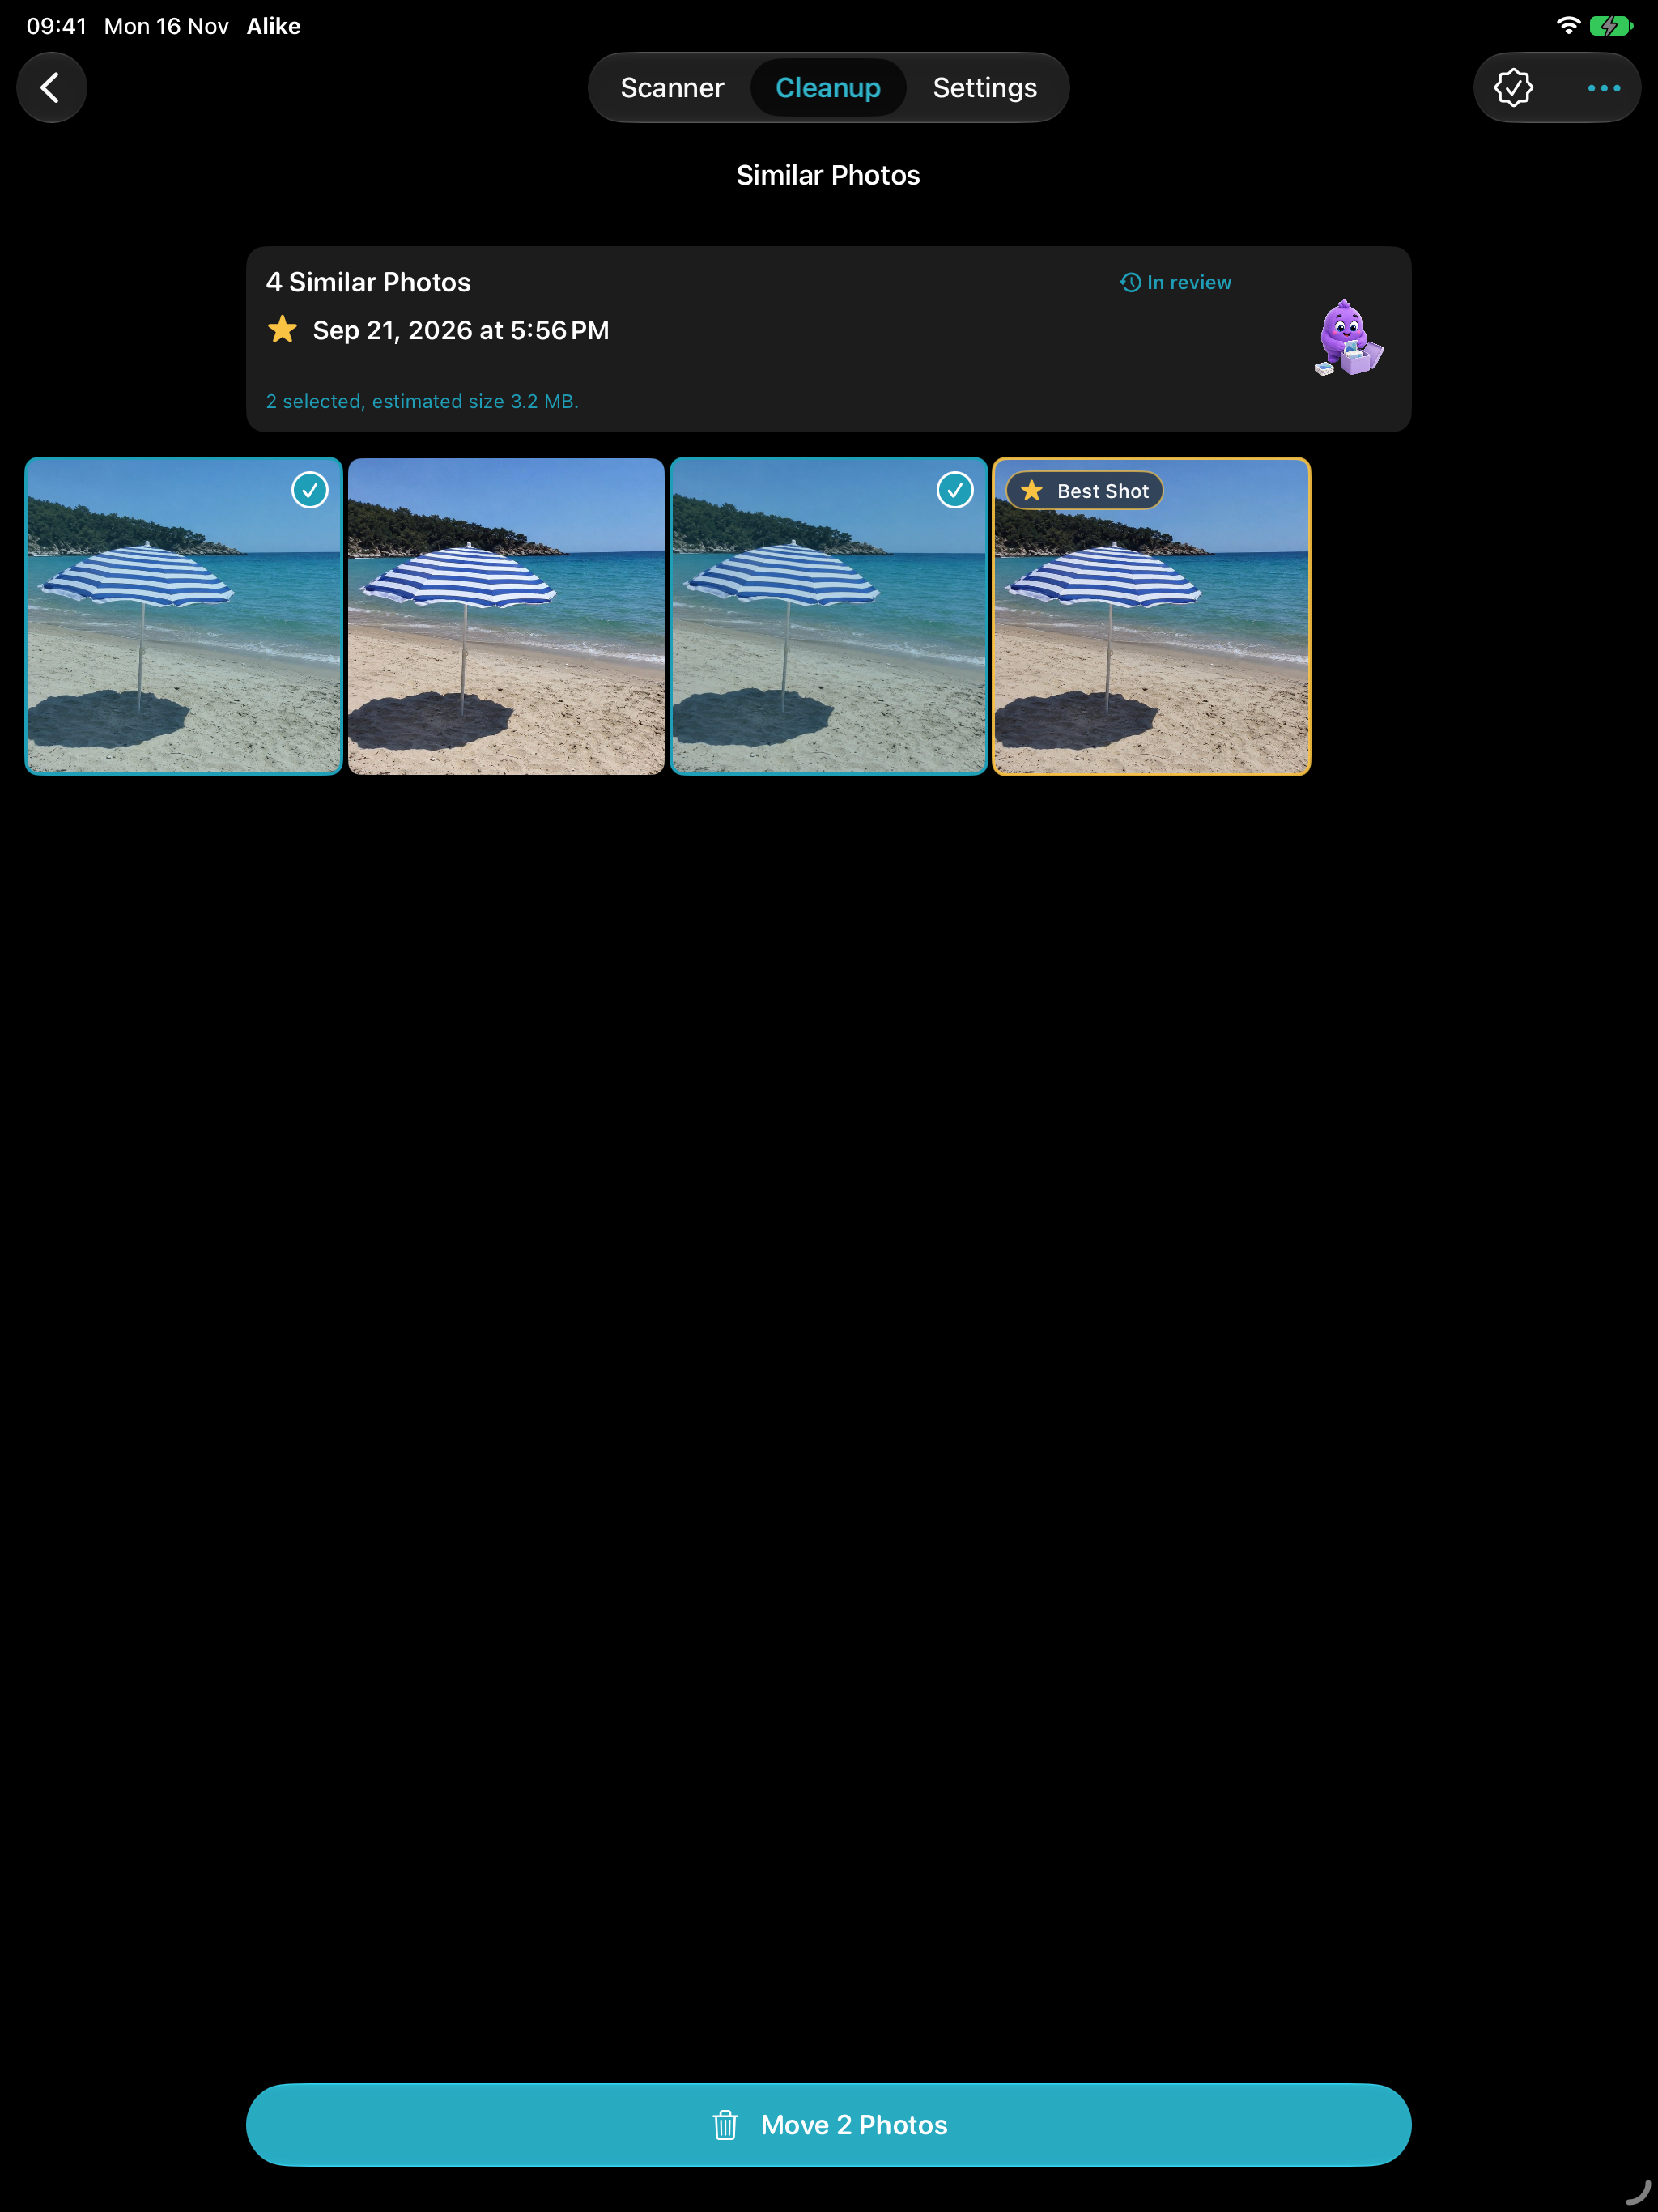 09:41 Mon 16 Nov Alike
Scanner Cleanup Settings
Similar Photos
4 Similar Photos
In review
Sep 21, 2026 at 5:56 PM
2 selected, estimated size 3.2 MB.
Best Shot
Move 2 Photos